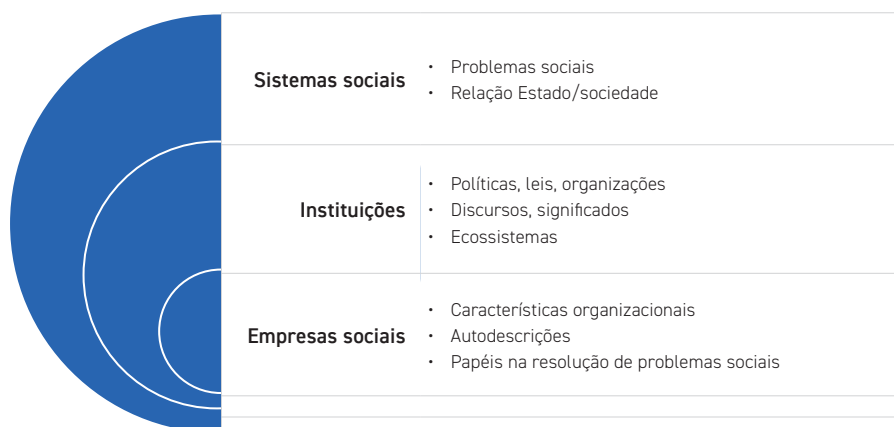 Sistemas sociais
• Problemas sociais
• Relação Estado/sociedade
Instituições
• Políticas, leis, organizações
• Discursos, significados
• Ecossistemas
Empresas sociais
• Características organizacionais
• Autodescrições
• Papéis na resolução de problemas sociais